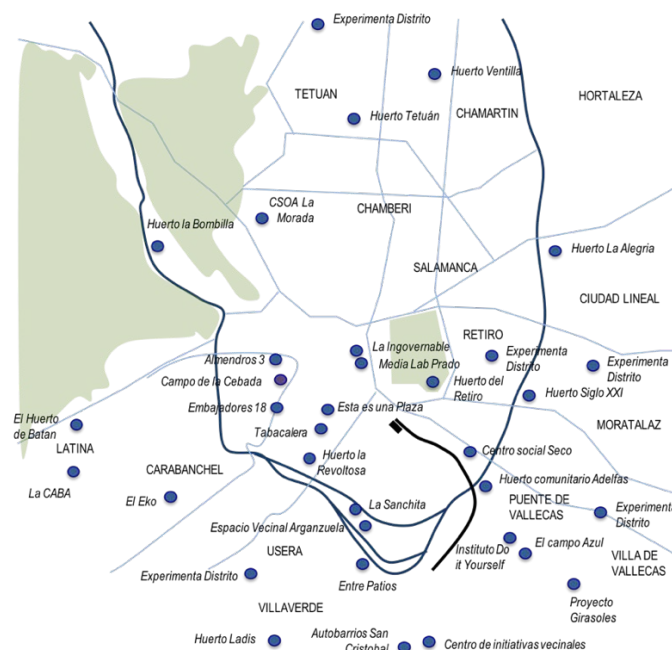 Experimenta Distrito
Huerto Ventilla
TETUAN
HORTALEZA
Huerto Tetuán
CHAMARTIN
CSOA La
Morada
CHAMBERI
Huerto la Bombilla
Huerto La Alegria
SALAMANCA
CIUDAD LINEAL
RETIRO
La Ingovernable
Media Lab Prado
Experimenta
Distrito
Experimenta
Distrito
Almendros 3
Campo de la Cebada
Huerto del
Retiro
Huerto Siglo XXI
Embajadores 18
Esta es una Plaza
El Huerto
de Batan
Tabacalera
MORATALAZ
LATINA
Huerto la
Revoltosa
Centro social Seco
CARABANCHEL
La CABA
El Eko
Huerto comunitario Adelfas
La Sanchita
PUENTE DE
VALLECAS
Experimenta
Distrito
Espacio Vecinal Arganzuela
USERA
Instituto Do
it Yourself
El campo Azul
VILLA DE
VALLECAS
Experimenta Distrito
Entre Patios
Proyecto
Girasoles
VILLAVERDE
Huerto Ladis
Autobarrios San
Cristobal
Centro de initiativas vecinales